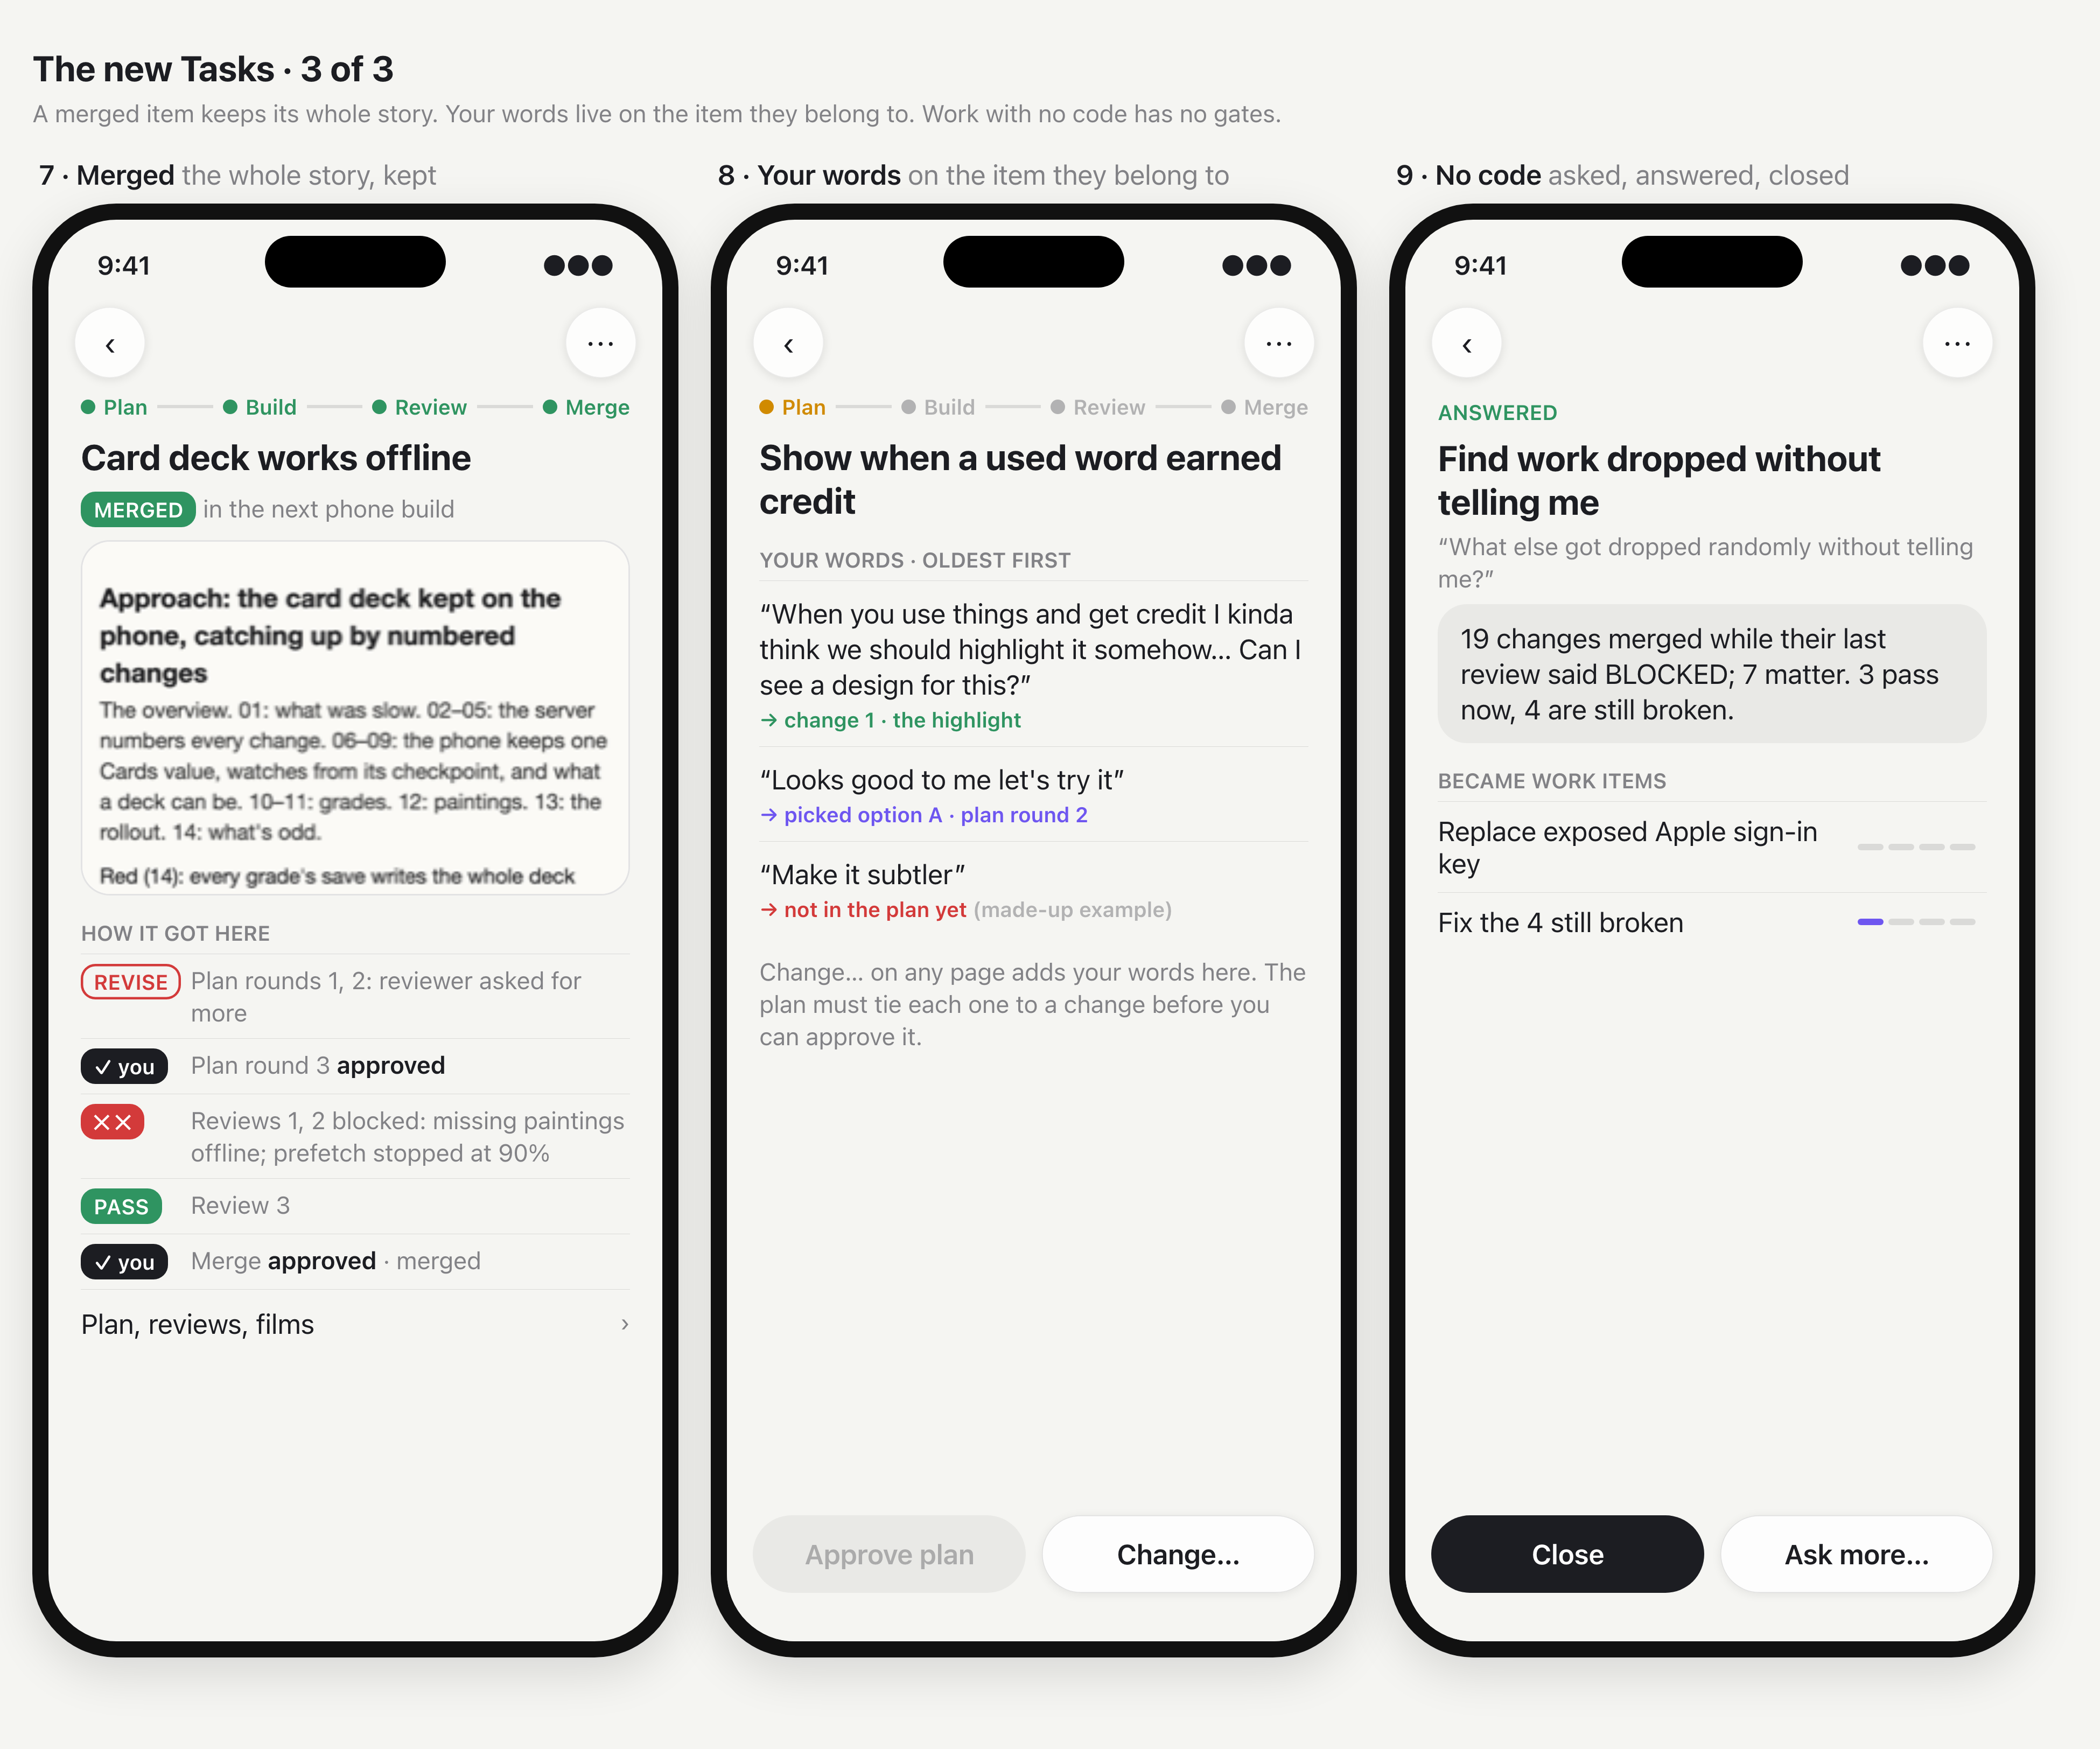 The new Tasks · 3 of 3
A merged item keeps its whole story. Your words live on the item they belong to. Work with no code has no gates.
7 · Merged the whole story, kept
9:41
‹
···
Plan
Build
Review
Merge
Card deck works offline
MERGED in the next phone build
Approach: the card deck kept on the
phone, catching up by numbered
changes
The overview. 01: what was slow. 02–05: the server
numbers every change. 06–09: the phone keeps one
Cards value, watches from its checkpoint, and what
a deck can be. 10–11: grades. 12: paintings. 13: the
rollout. 14: what's odd.
Red (14): every grade's save writes the whole deck
HOW IT GOT HERE
REVISE Plan rounds 1, 2: reviewer asked for
more
✓ you Plan round 3 approved
✕✕ Reviews 1, 2 blocked: missing paintings
offline; prefetch stopped at 90%
PASS Review 3
✓ you Merge approved · merged
Plan, reviews, films ›
8 · Your words on the item they belong to
9:41
‹
···
Plan
Build
Review
Merge
Show when a used word earned
credit
YOUR WORDS · OLDEST FIRST
“When you use things and get credit I kinda
think we should highlight it somehow... Can I
see a design for this?”
→ change 1 · the highlight
“Looks good to me let's try it”
→ picked option A · plan round 2
“Make it subtler”
→ not in the plan yet (made-up example)
Change... on any page adds your words here. The
plan must tie each one to a change before you
can approve it.
Approve plan
Change...
9 · No code asked, answered, closed
9:41
‹
···
ANSWERED
Find work dropped without
telling me
“What else got dropped randomly without telling
me?”
19 changes merged while their last
review said BLOCKED; 7 matter. 3 pass
now, 4 are still broken.
BECAME WORK ITEMS
Replace exposed Apple sign-in
key
Fix the 4 still broken
Close
Ask more...